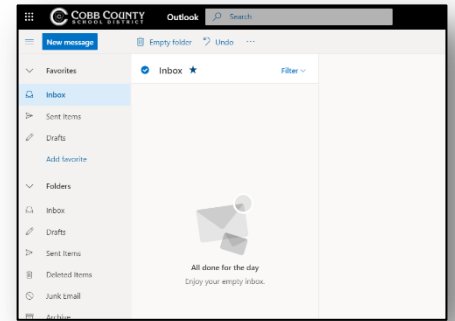 COBB COUNTY
SCHOOL DISTRICT
Outlook
Search
New message
Empty folder
Undo
Favorites
Inbox
Filter
Inbox
Sent Items
Drafts
Add favorite
Folders
Inbox
Drafts
Sent Items
Deleted Items
Junk Email
Archive
All done for the day
Enjoy your empty inbox.